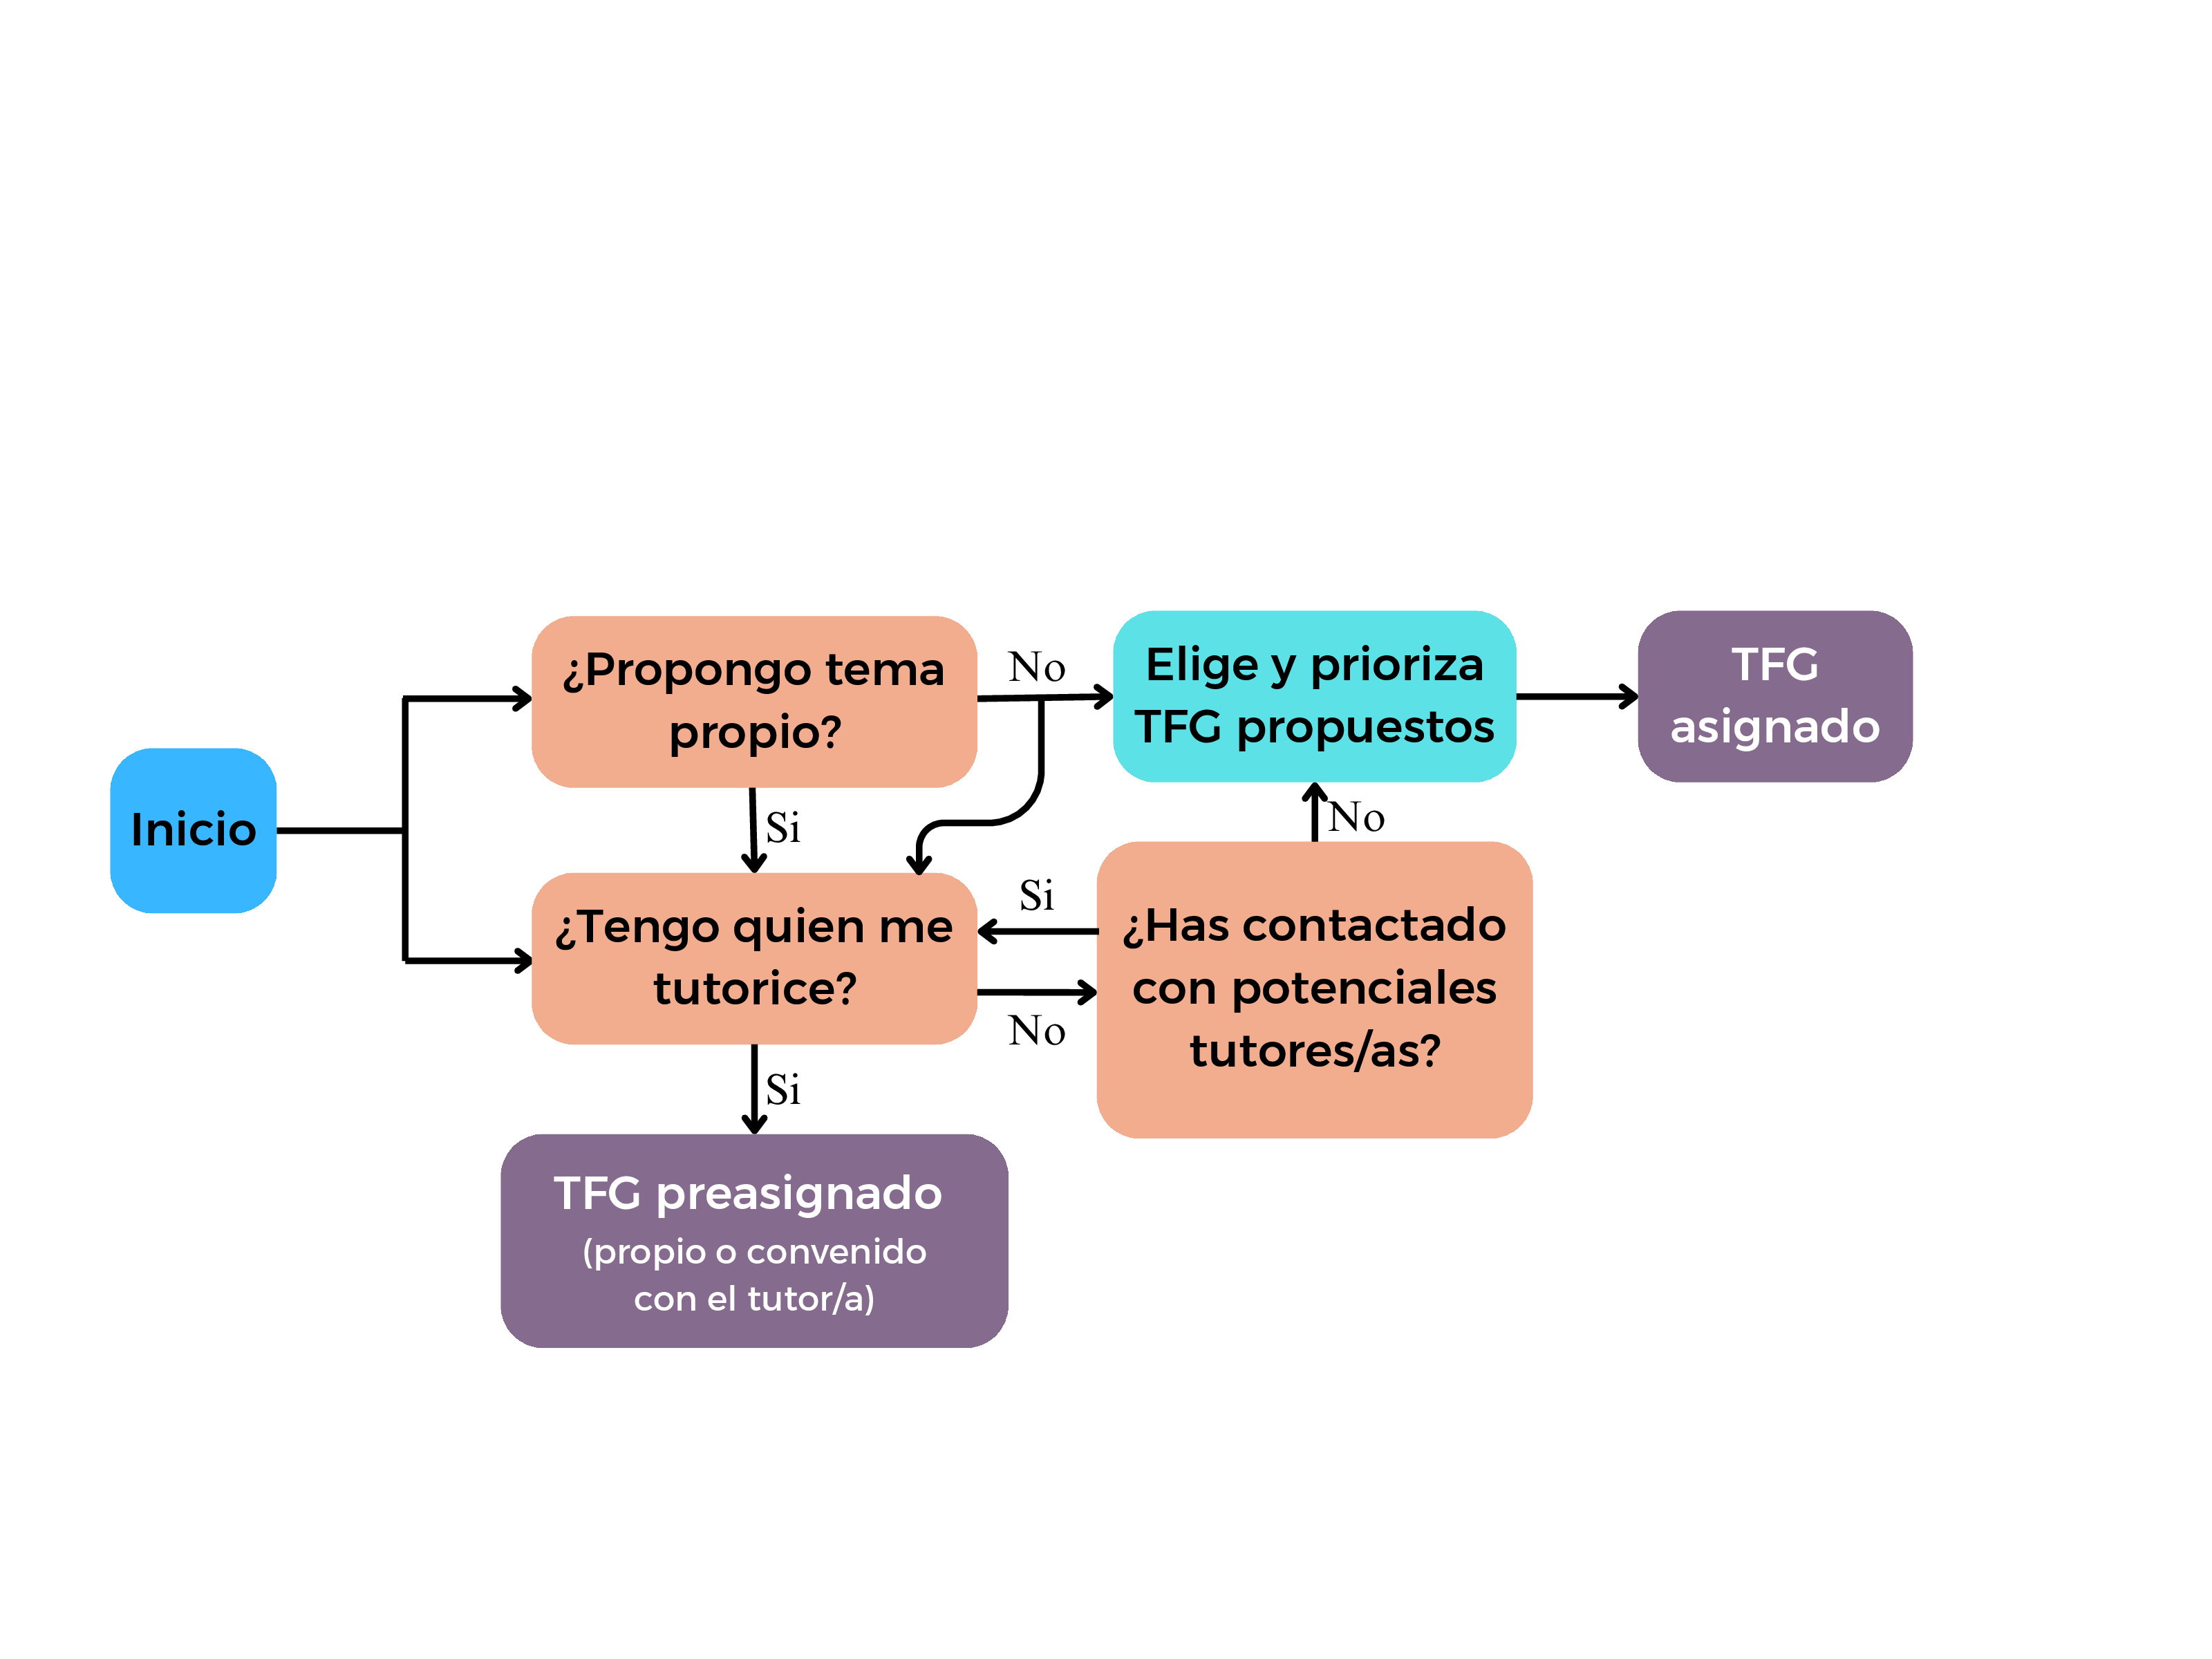 Inicio
¿Propongo tema
propio?
No
Elige y prioriza
TFG propuestos
TFG
asignado
Si
No
¿Tengo quien me
tutorice?
Si
No
¿Has contactado
con potenciales
tutores/as?
Si
TFG preasignado
(propio o convenido
con el tutor/a)